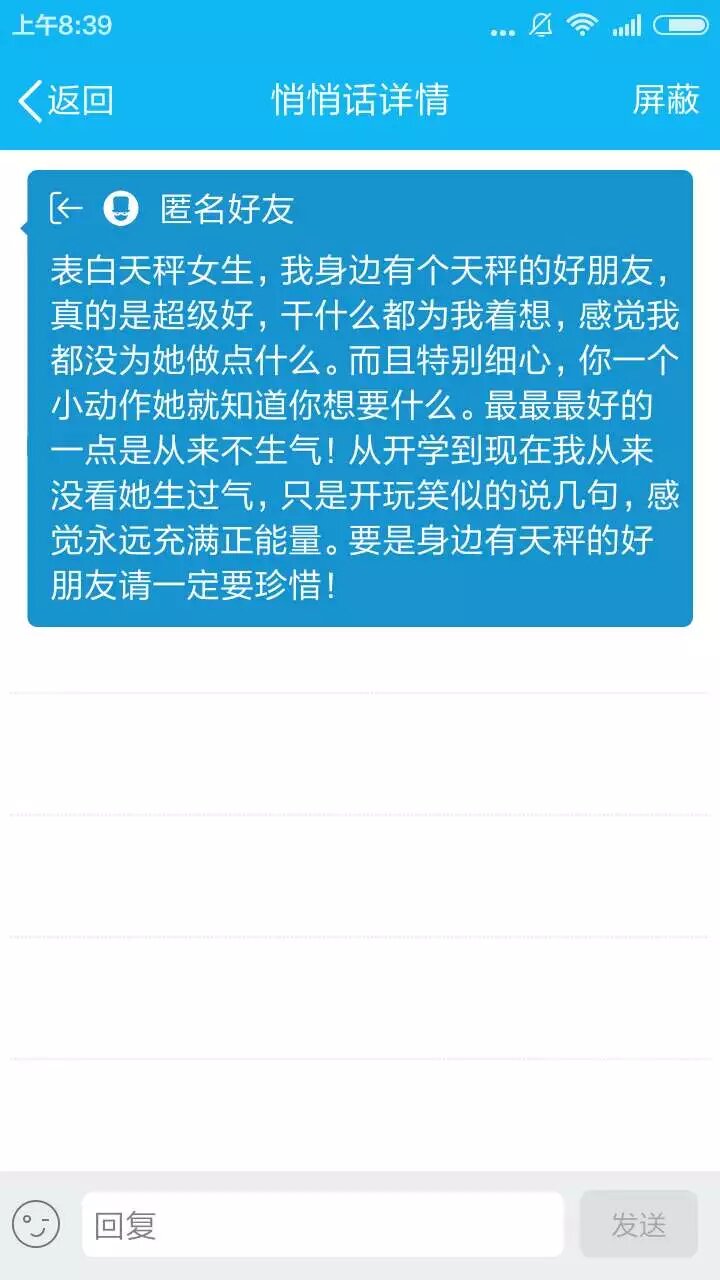 上午8:39
返回
悄悄话详情
屏蔽
匿名好友
表白天秤女生，我身边有个天秤的好朋友，
真的是超级好，干什么都为我着想，感觉我
都没为她做点什么。而且特别细心，你一个
小动作她就知道你想要什么。最最最好的
一点是从来不生气！从开学到现在我从来
没看她生过气，只是开玩笑似的说几句，感
觉永远充满正能量。要是身边有天秤的好
朋友请一定要珍惜！
回复
发送